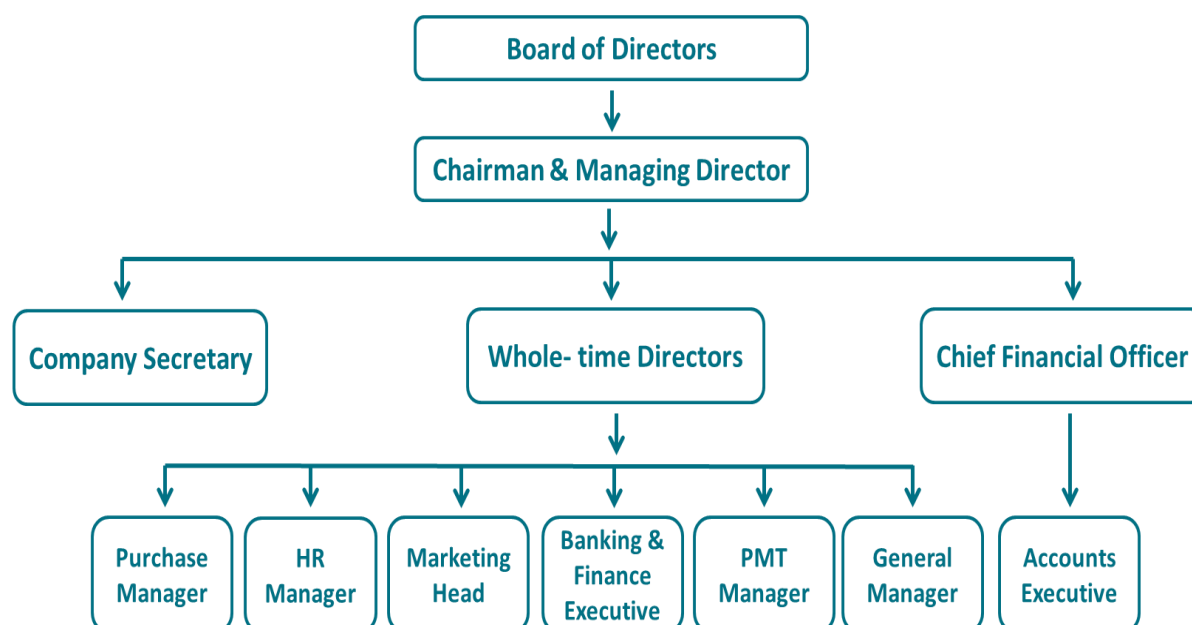 Board of Directors
Chairman & Managing Director
Company Secretary
Whole- time Directors
Chief Financial Officer
Purchase
Manager
HR
Manager
Marketing
Head
Banking &
Finance
Executive
PMT
Manager
General
Manager
Accounts
Executive